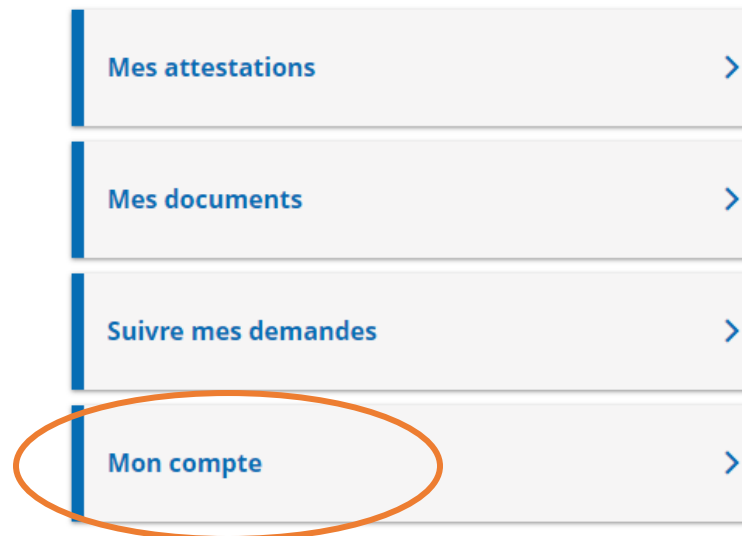 Mes attestations
Mes documents
Suivre mes demandes
Mon compte